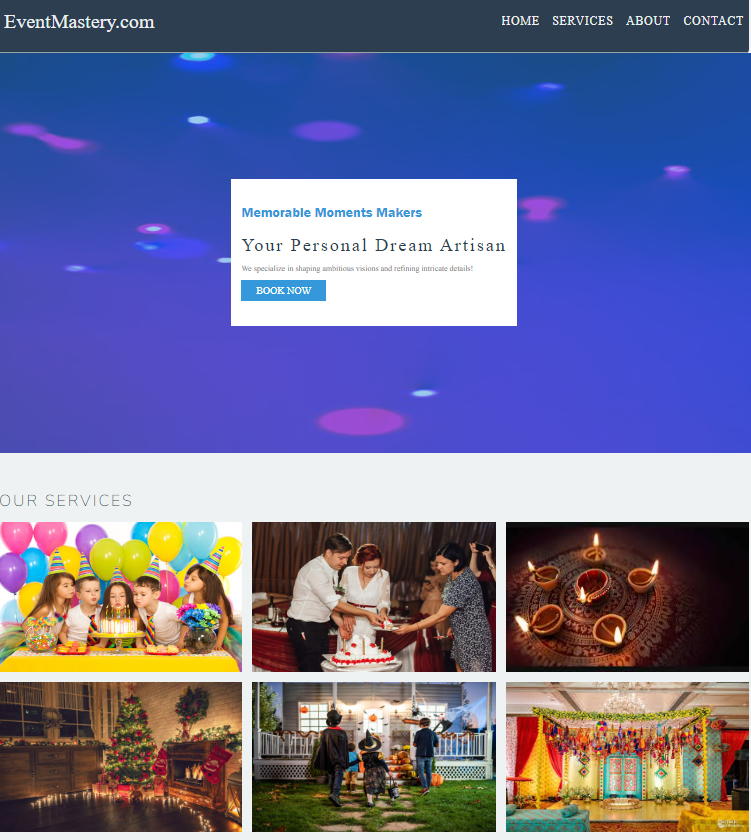 EventMastery.com
HOME SERVICES ABOUT CONTACT
Memorable Moments Makers
Your Personal Dream Artisan
We specialize in shaping ambitious visions and refining intricate details!
BOOK NOW
OUR SERVICES